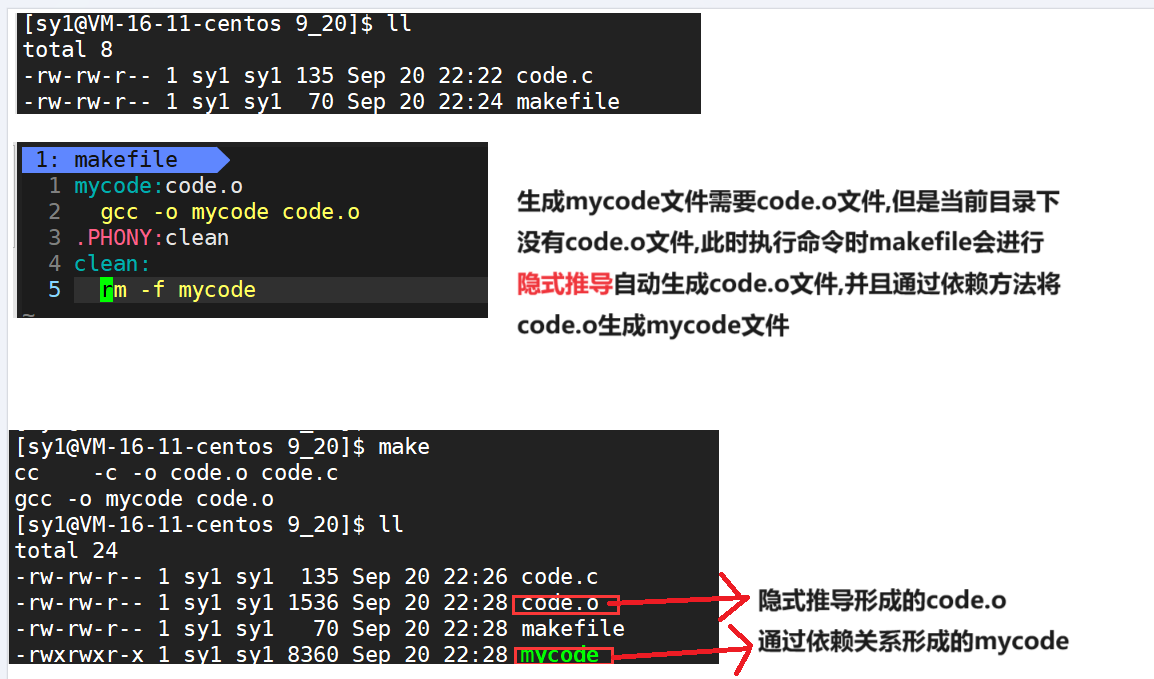 [sy1@VM-16-11-centos 9_20]$ ll
total 8
-rw-rw-r-- 1 sy1 sy1 135 Sep 20 22:22 code.c
-rw-rw-r-- 1 sy1 sy1  70 Sep 20 22:24 makefile
1: makefile
1 mycode:code.o
2   gcc -o mycode code.o
3 .PHONY:clean
4 clean:
5   rm -f mycode
~
生成mycode文件需要code.o文件,但是当前目录下
没有code.o文件,此时执行命令时makefile会进行
隐式推导自动生成code.o文件,并且通过依赖方法将
code.o生成mycode文件
[sy1@VM-16-11-centos 9_20]$ make
cc    -c -o code.o code.c
gcc -o mycode code.o
[sy1@VM-16-11-centos 9_20]$ ll
total 24
-rw-rw-r-- 1 sy1 sy1  135 Sep 20 22:26 code.c
-rw-rw-r-- 1 sy1 sy1 1536 Sep 20 22:28 code.o
-rw-rw-r-- 1 sy1 sy1   70 Sep 20 22:28 makefile
-rwxrwxr-x 1 sy1 sy1 8360 Sep 20 22:28 mycode
隐式推导形成的code.o
通过依赖关系形成的mycode